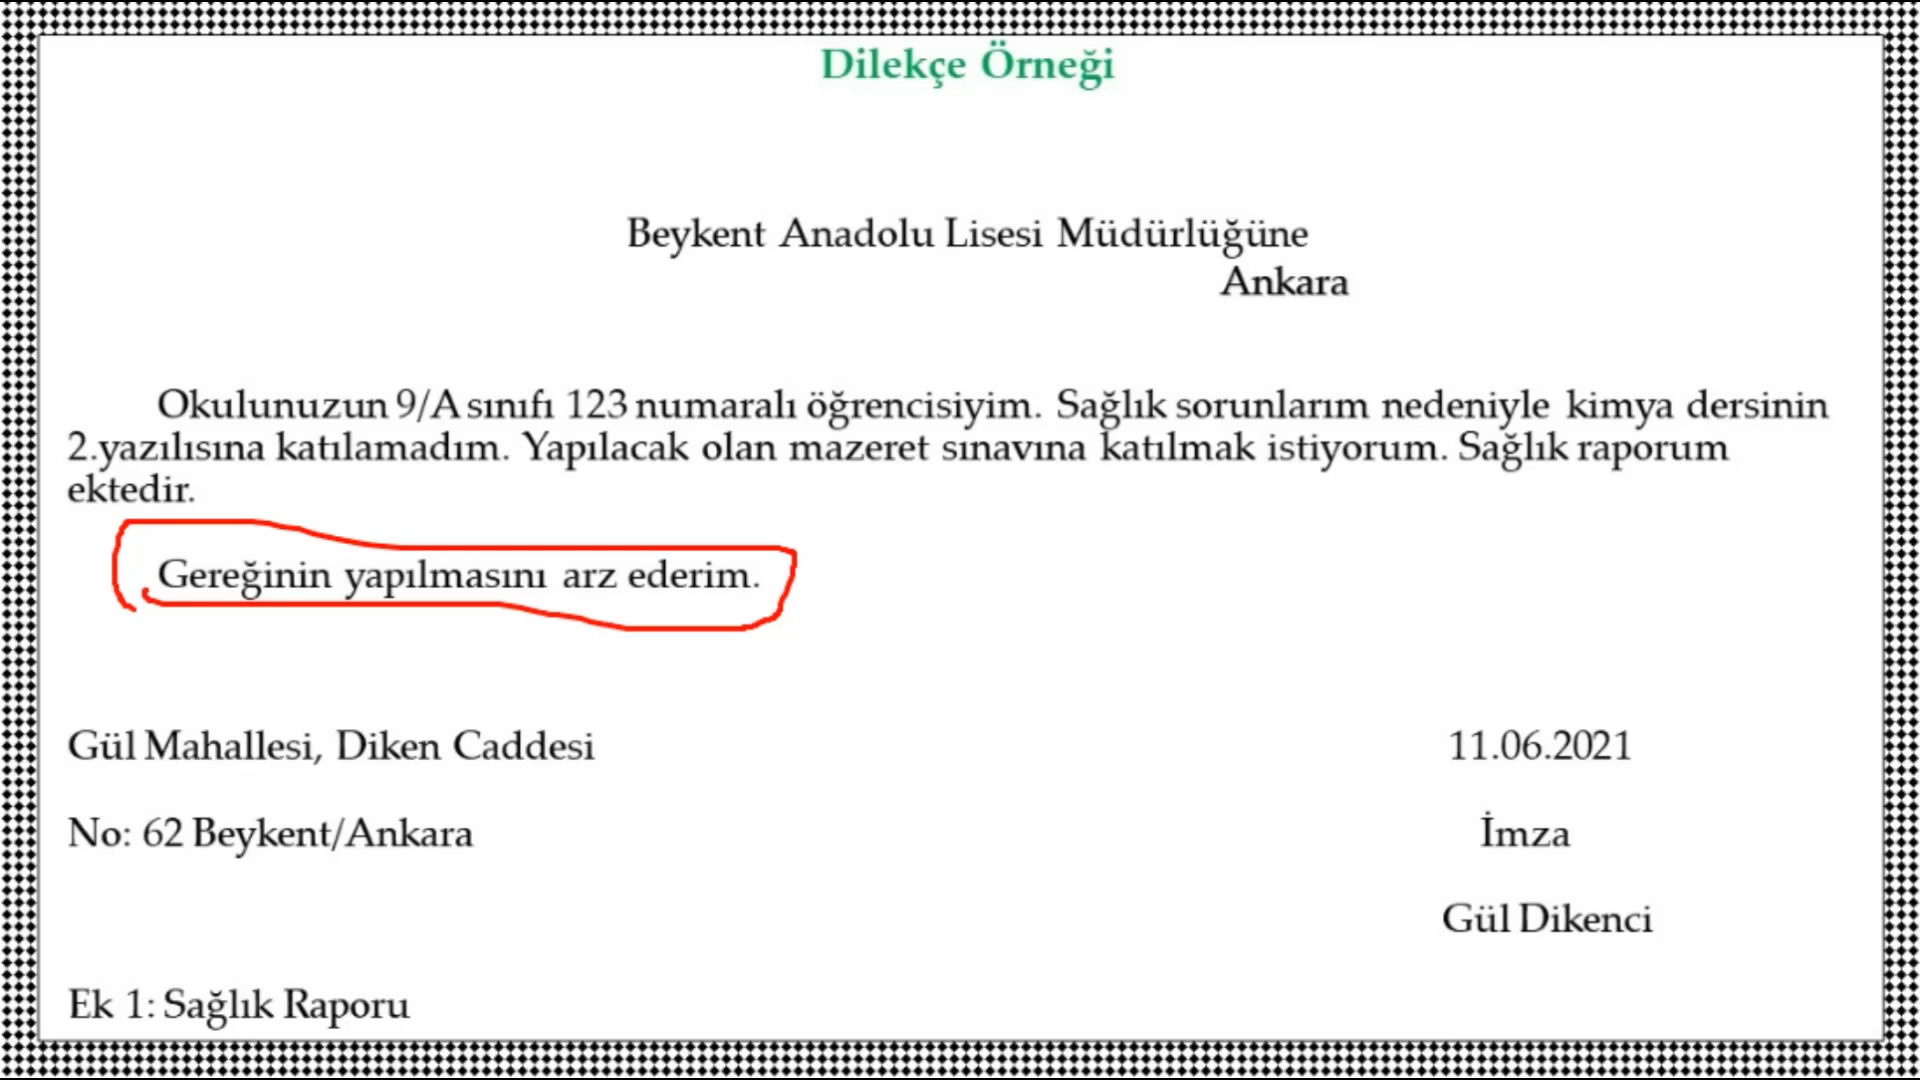 Dilekçe Örneği
Beykent Anadolu Lisesi Müdürlüğüne
Ankara
Okulunuzun 9/A sınıfı 123 numaralı öğrencisiyim. Sağlık sorunlarım nedeniyle kimya dersinin
2.yazılısına katılamadım. Yapılacak olan mazeret sınavına katılmak istiyorum. Sağlık raporum
ektedir.
Gereğinin yapılmasını arz ederim.
Gül Mahallesi, Diken Caddesi
11.06.2021
No: 62 Beykent/Ankara
İmza
Gül Dikenci
Ek 1: Sağlık Raporu